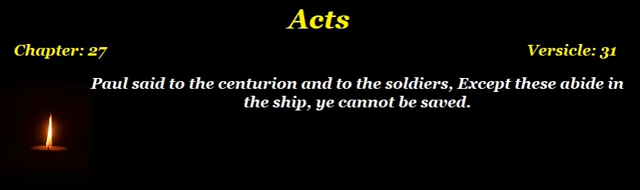 Acts
Chapter: 27
Versicle: 31
Paul said to the centurion and to the soldiers, Except these abide in
the ship, ye cannot be saved.